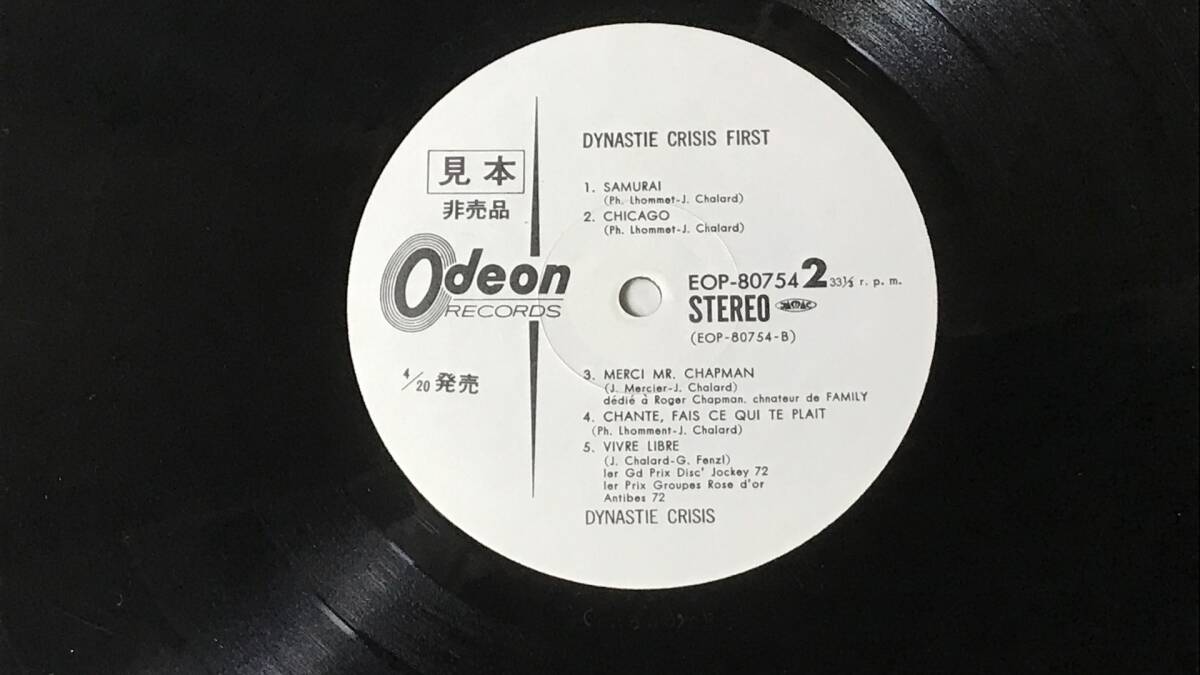 DYNASTIE CRISIS FIRST
見本
非売品
1. SAMURAI
(Ph. Lhommet-J. Chalard)
2. CHICAGO
(Ph. Lhommet-J. Chalard)
Odeon
RECORDS
EOP-80754 2 33⅓ r. p. m.
STEREO
(EOP-80754-B)
4/20 発売
3. MERCI MR. CHAPMAN
(J. Mercier-J. Chalard)
dédié à Roger Chapman. chnateur de FAMILY
4. CHANTE, FAIS CE QUI TE PLAIT
(Ph. Lhomment-J. Chalard)
5. VIVRE LIBRE
(J. Chalard-G. Fenzl)
ler Gd Prix Disc' Jockey 72
ler Prix Groupes Rose d'or
Antibes 72
DYNASTIE CRISIS